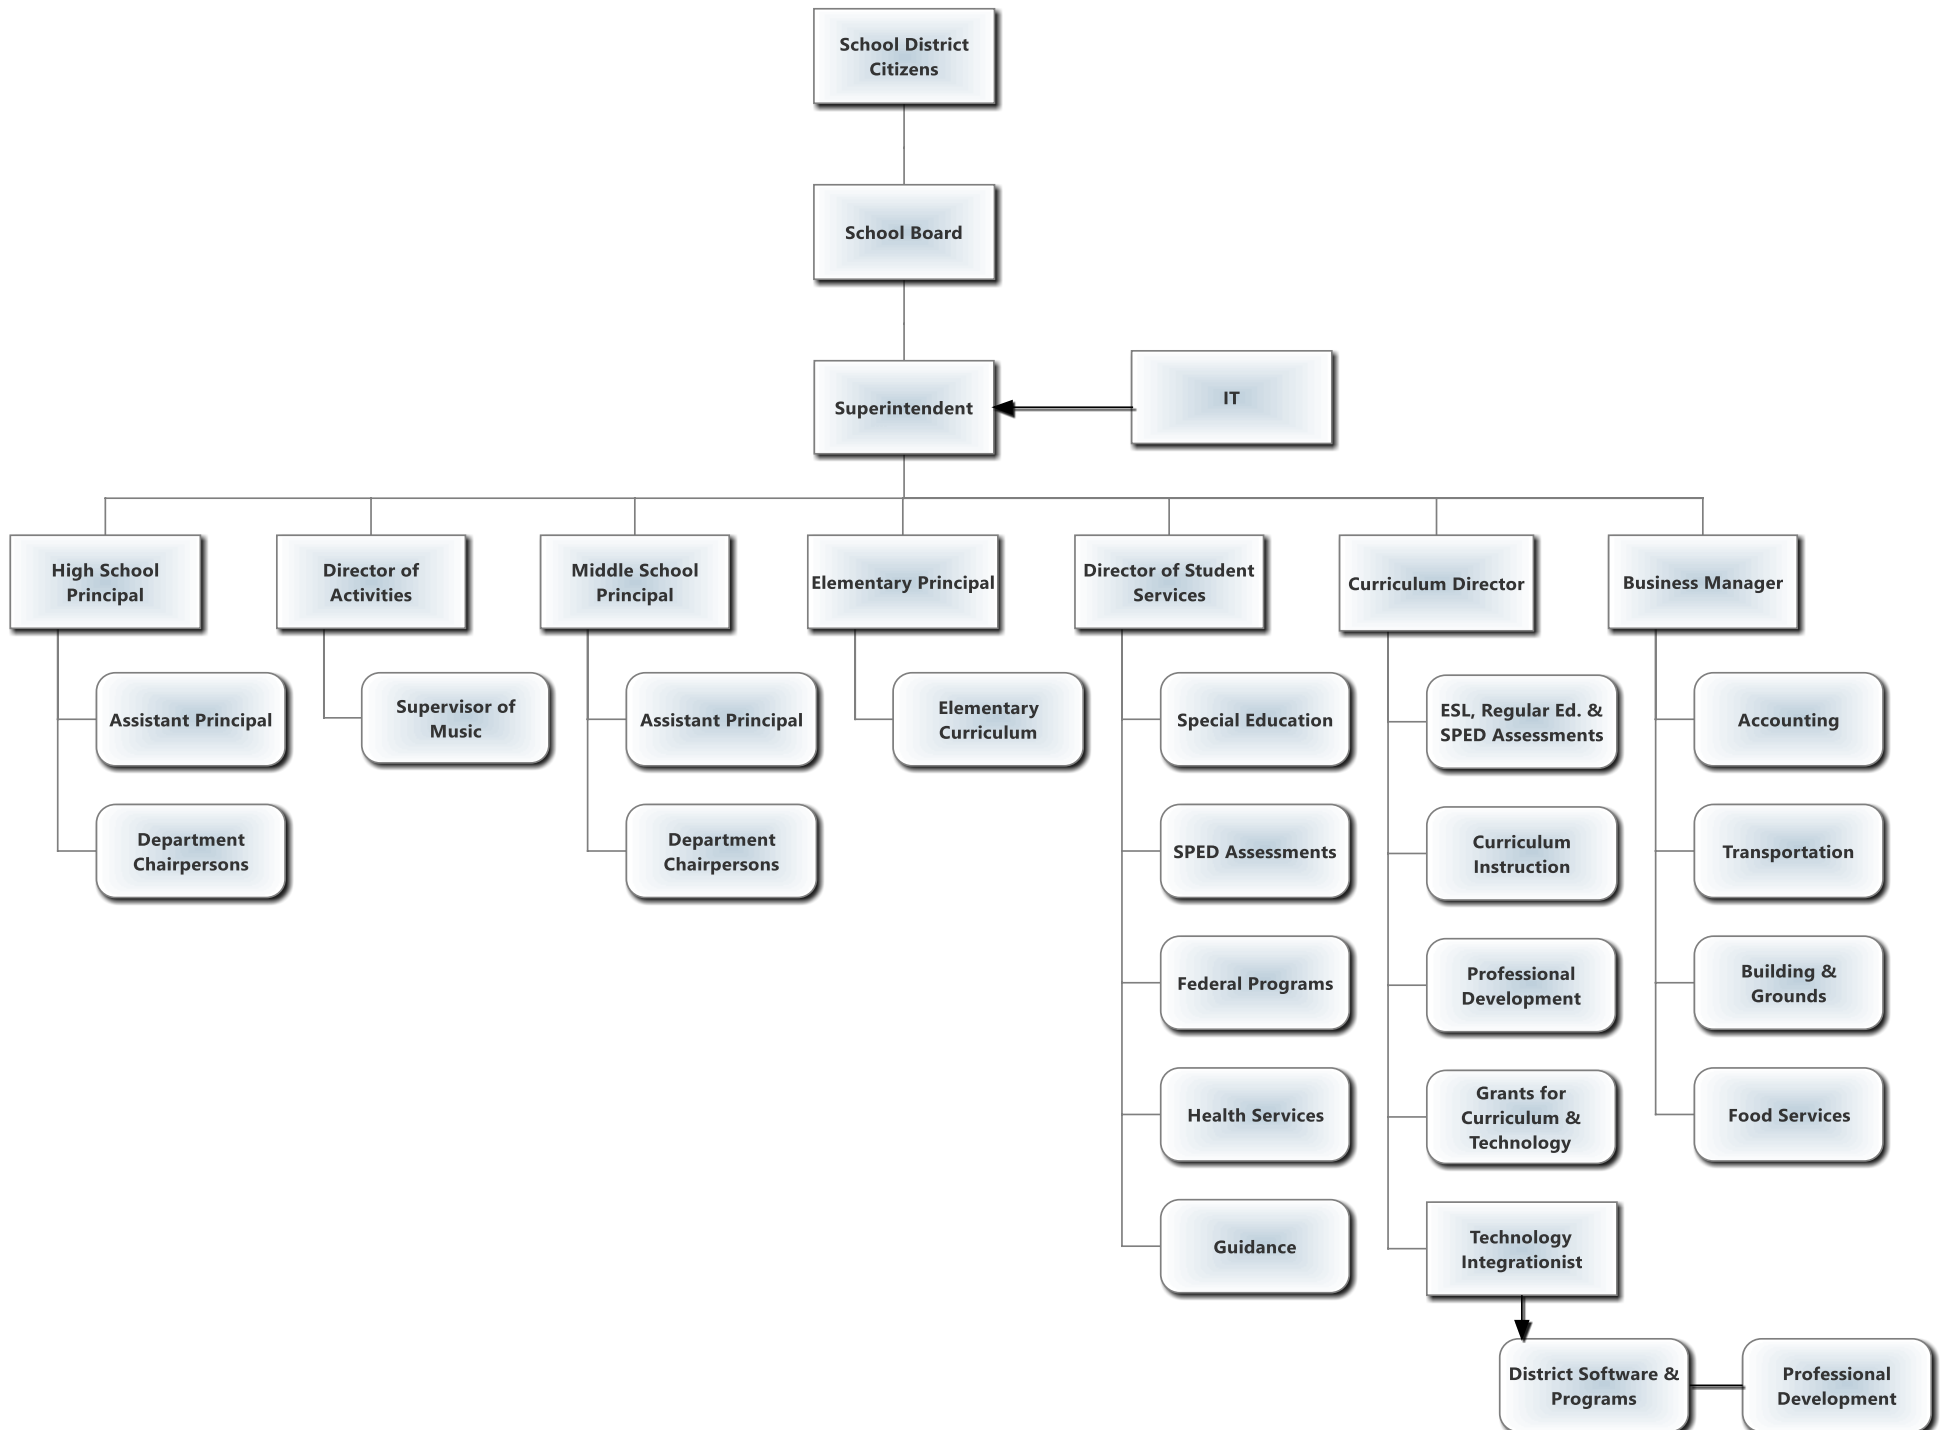 School District
Citizens
School Board
Superintendent
IT
High School
Principal
Director of
Activities
Middle School
Principal
Elementary Principal
Director of Student
Services
Curriculum Director
Business Manager
Assistant Principal
Supervisor of
Music
Assistant Principal
Elementary
Curriculum
Special Education
ESL, Regular Ed. &
SPED Assessments
Accounting
Department
Chairpersons
Department
Chairpersons
SPED Assessments
Curriculum
Instruction
Transportation
Federal Programs
Professional
Development
Building &
Grounds
Health Services
Grants for
Curriculum &
Technology
Food Services
Guidance
Technology
Integrationist
District Software &
Programs
Professional
Development